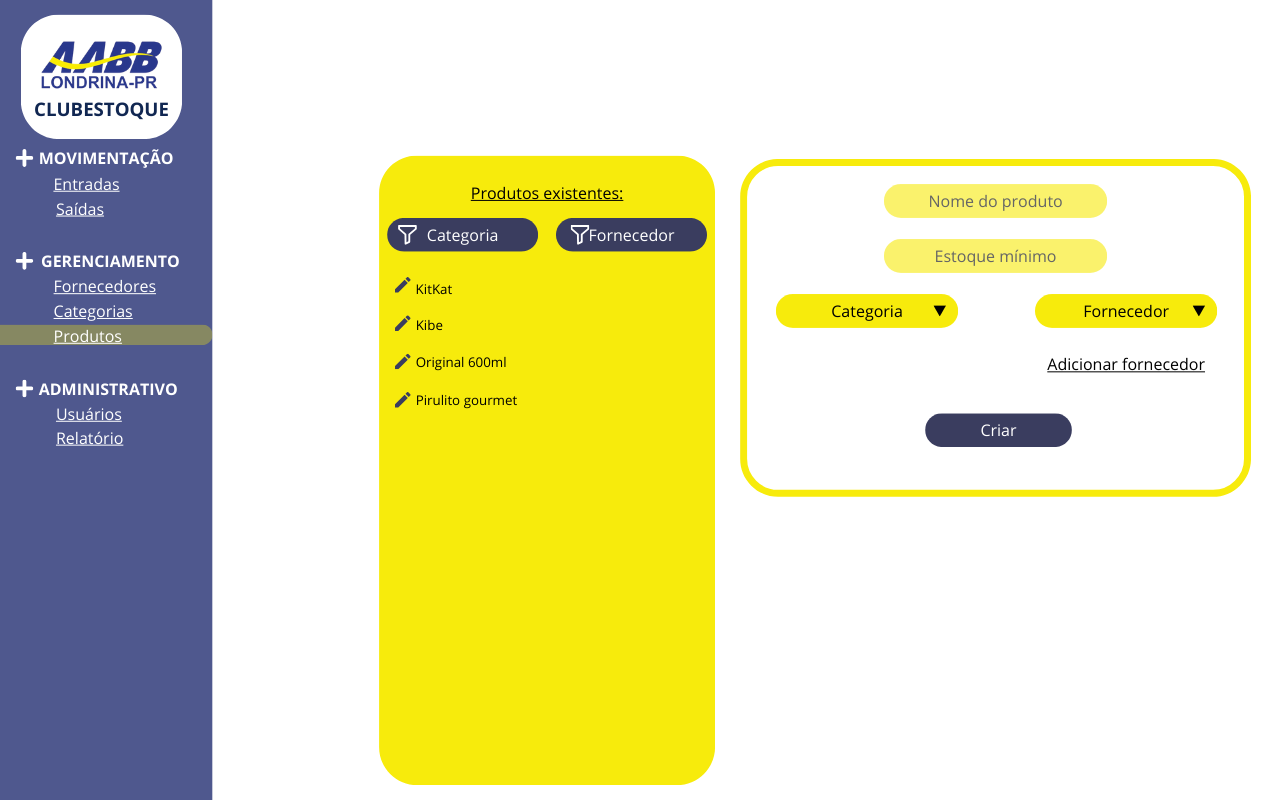 AABB
LONDRINA-PR
CLUBESTOQUE
MOVIMENTAÇÃO
Entradas
Saídas
GERENCIAMENTO
Fornecedores
Categorias
Produtos
ADMINISTRATIVO
Usuários
Relatório
Produtos existentes:
Categoria
Fornecedor
KitKat
Kibe
Original 600ml
Pirulito gourmet
Nome do produto
Estoque mínimo
Categoria
Fornecedor
Adicionar fornecedor
Criar